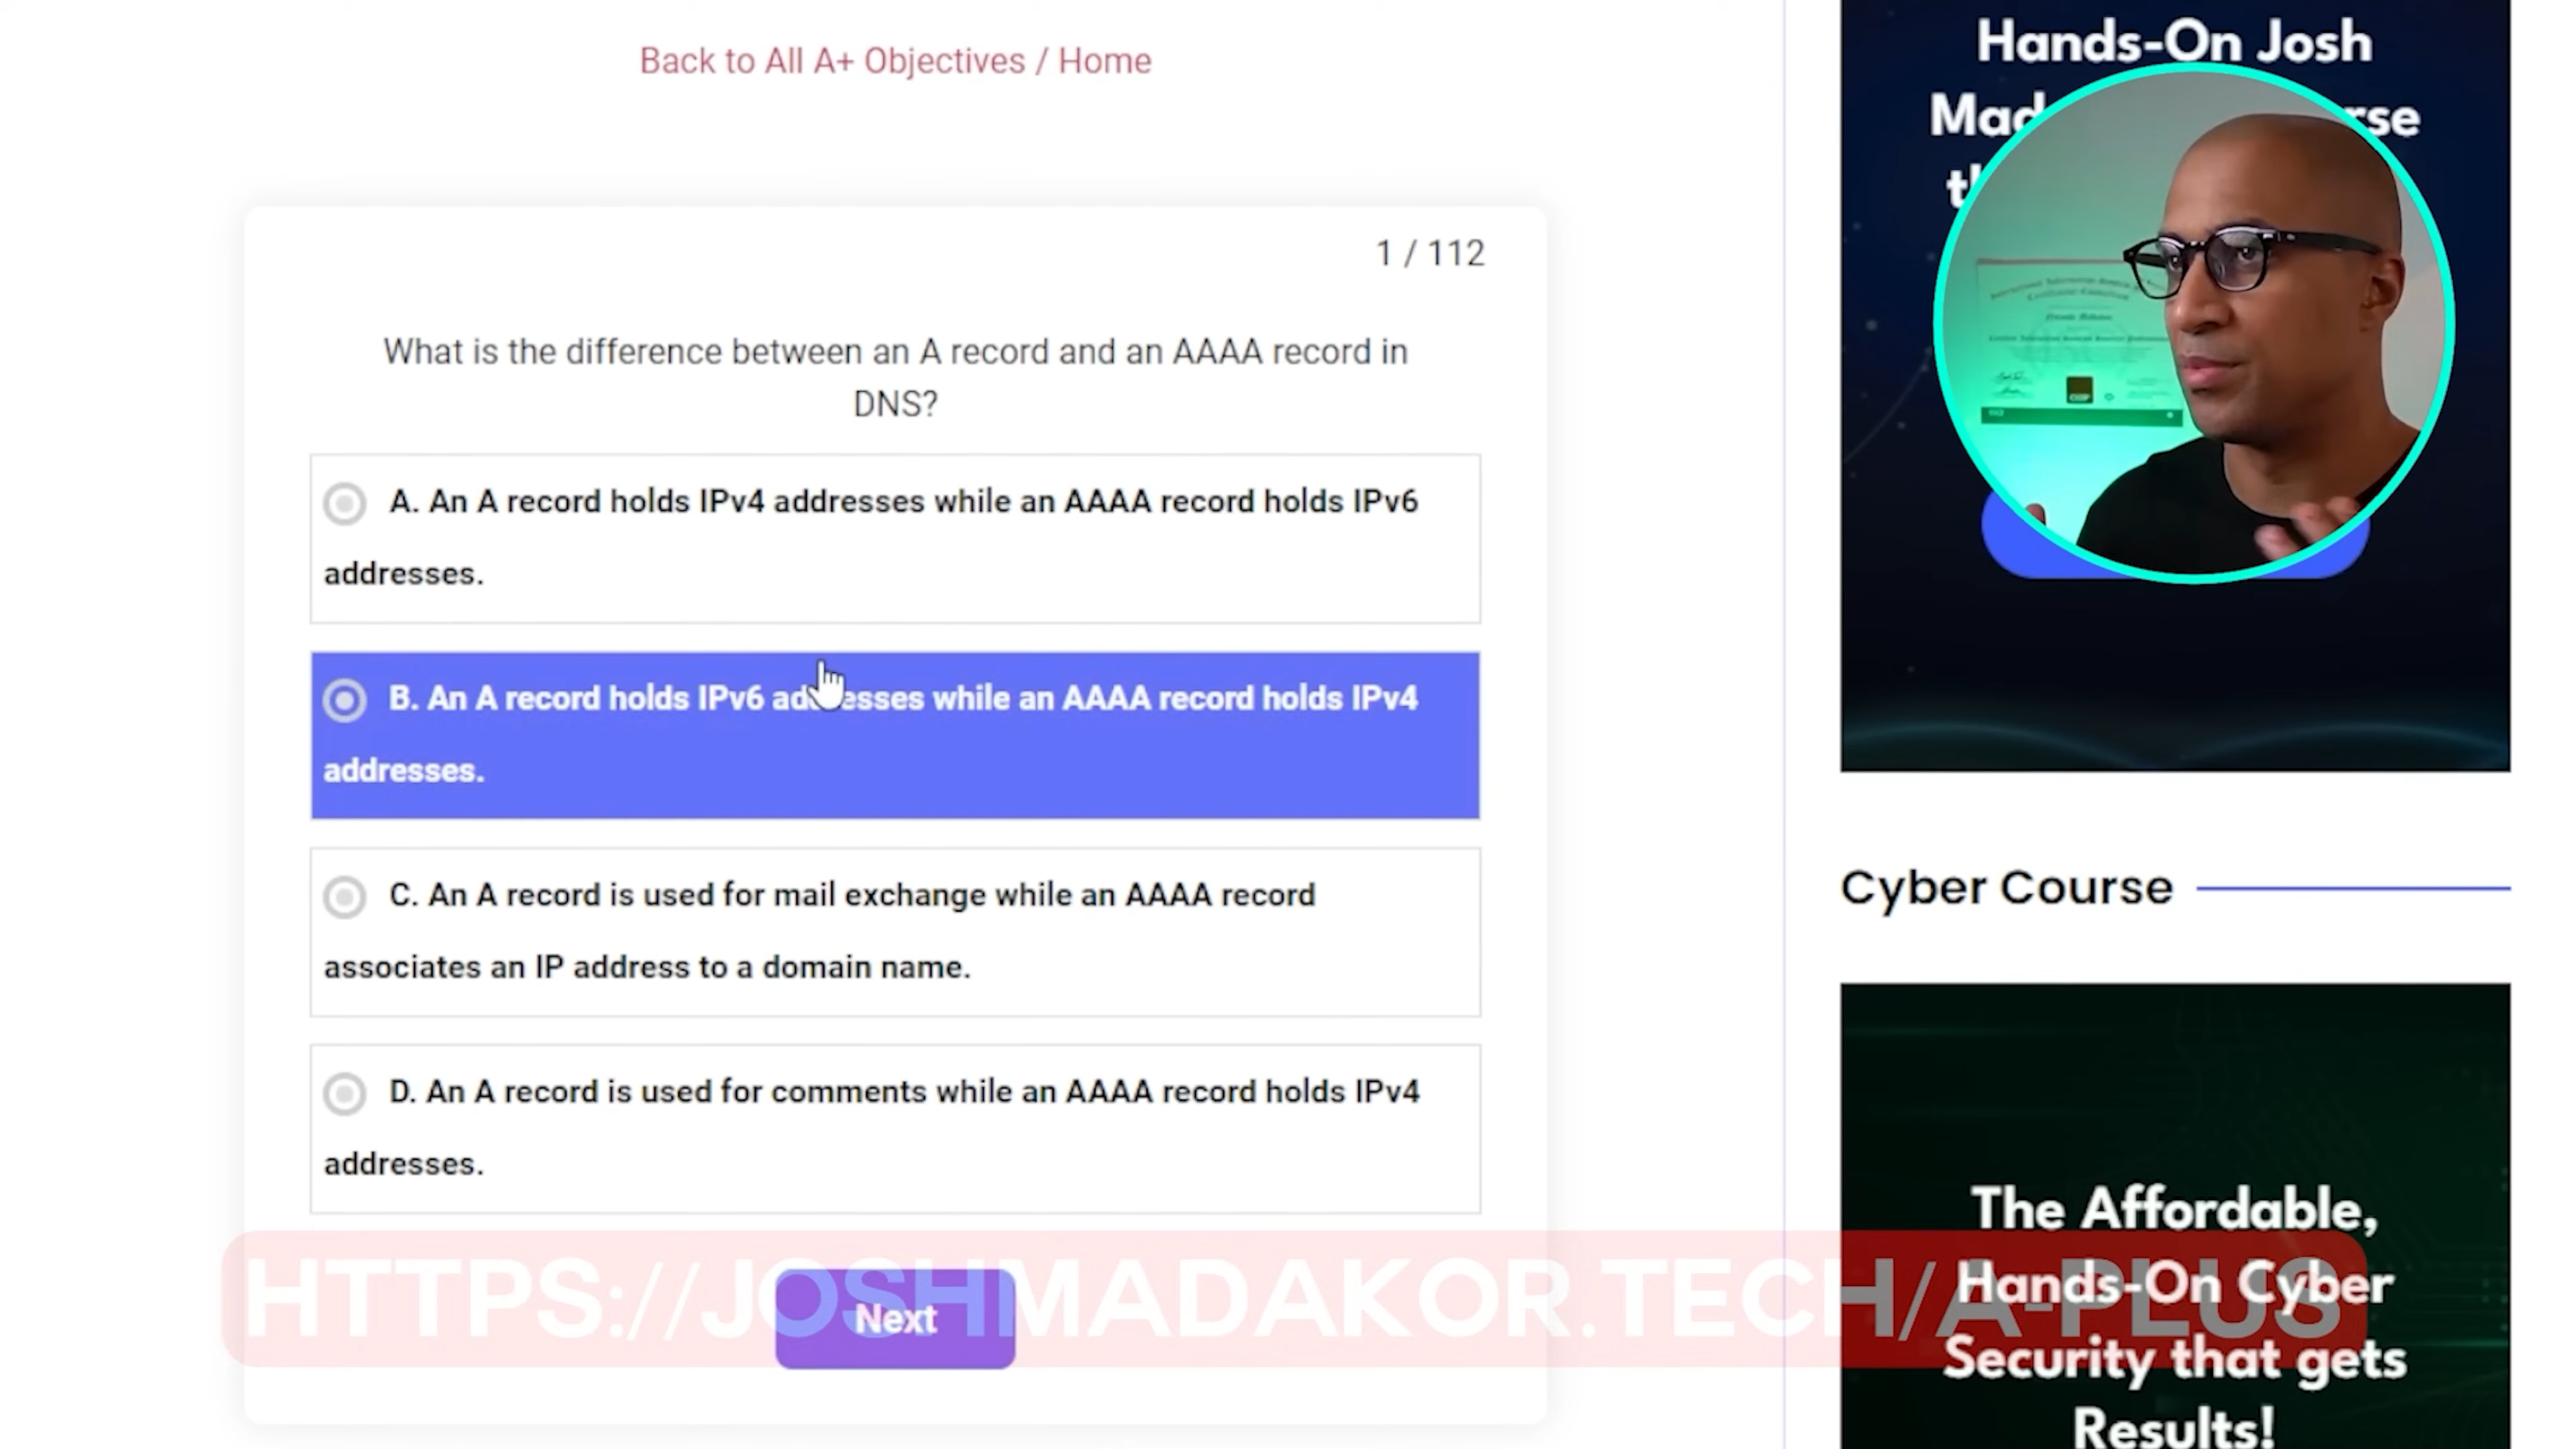 Back to All A+ Objectives / Home
1 / 112
What is the difference between an A record and an AAAA record in
DNS?
A. An A record holds IPv4 addresses while an AAAA record holds IPv6
addresses.
B. An A record holds IPv6 addresses while an AAAA record holds IPv4
addresses.
C. An A record is used for mail exchange while an AAAA record
associates an IP address to a domain name.
D. An A record is used for comments while an AAAA record holds IPv4
addresses.
Next
HTTPS://JOSHMADAKOR.TECH/A-PLUS
Hands-On Josh
Cyber Course
The Affordable,
Hands-On Cyber
Security that gets
Results!